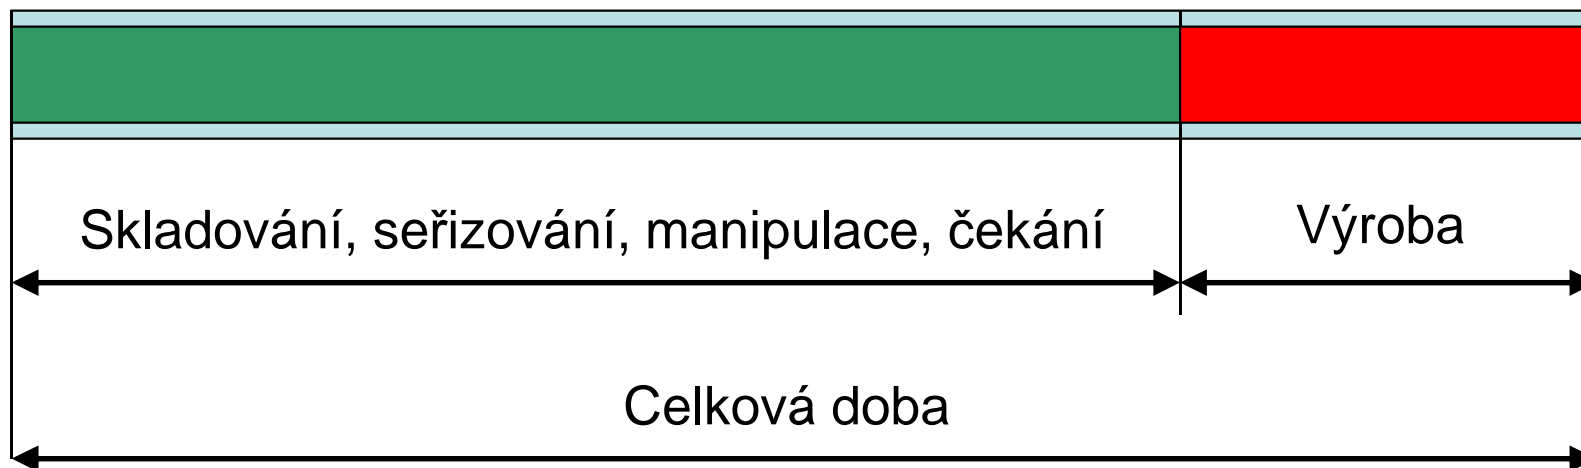 Skladování, seřizování, manipulace, čekání
Výroba
Celková doba